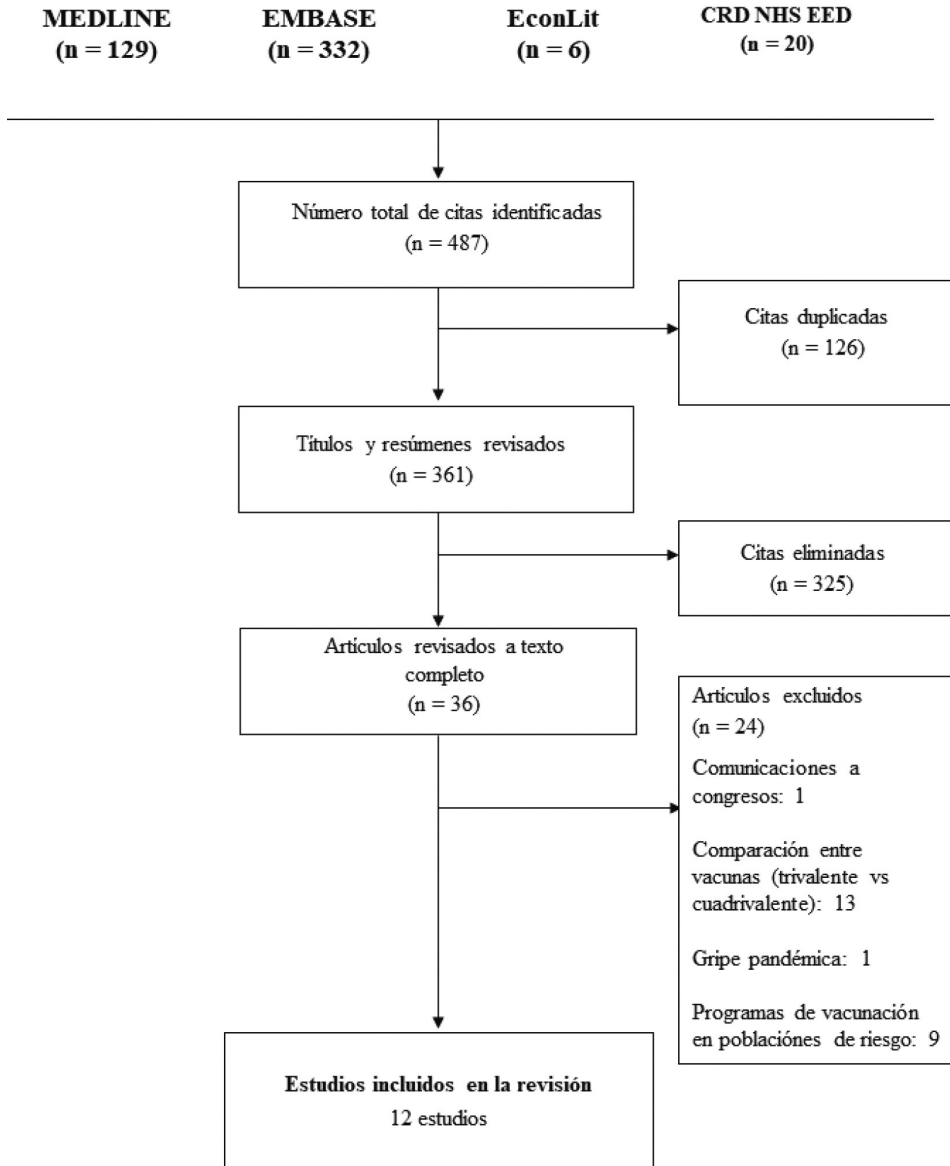 MEDLINE
(n = 129)
EMBASE
(n = 332)
EconLit
(n = 6)
CRD NHS EED
(n = 20)
Número total de citas identificadas
(n = 487)
Citas duplicadas
(n = 126)
Títulos y resúmenes revisados
(n = 361)
Citas eliminadas
(n = 325)
Artículos revisados a texto
completo
(n = 36)
Artículos excluidos
(n = 24)
Comunicaciones a
congresos: 1
Comparación entre
vacunas (trivalente vs
cuadrivalente): 13
Gripe pandémica: 1
Programas de vacunación
en poblaciónes de riesgo: 9
Estudios incluidos en la revisión
12 estudios